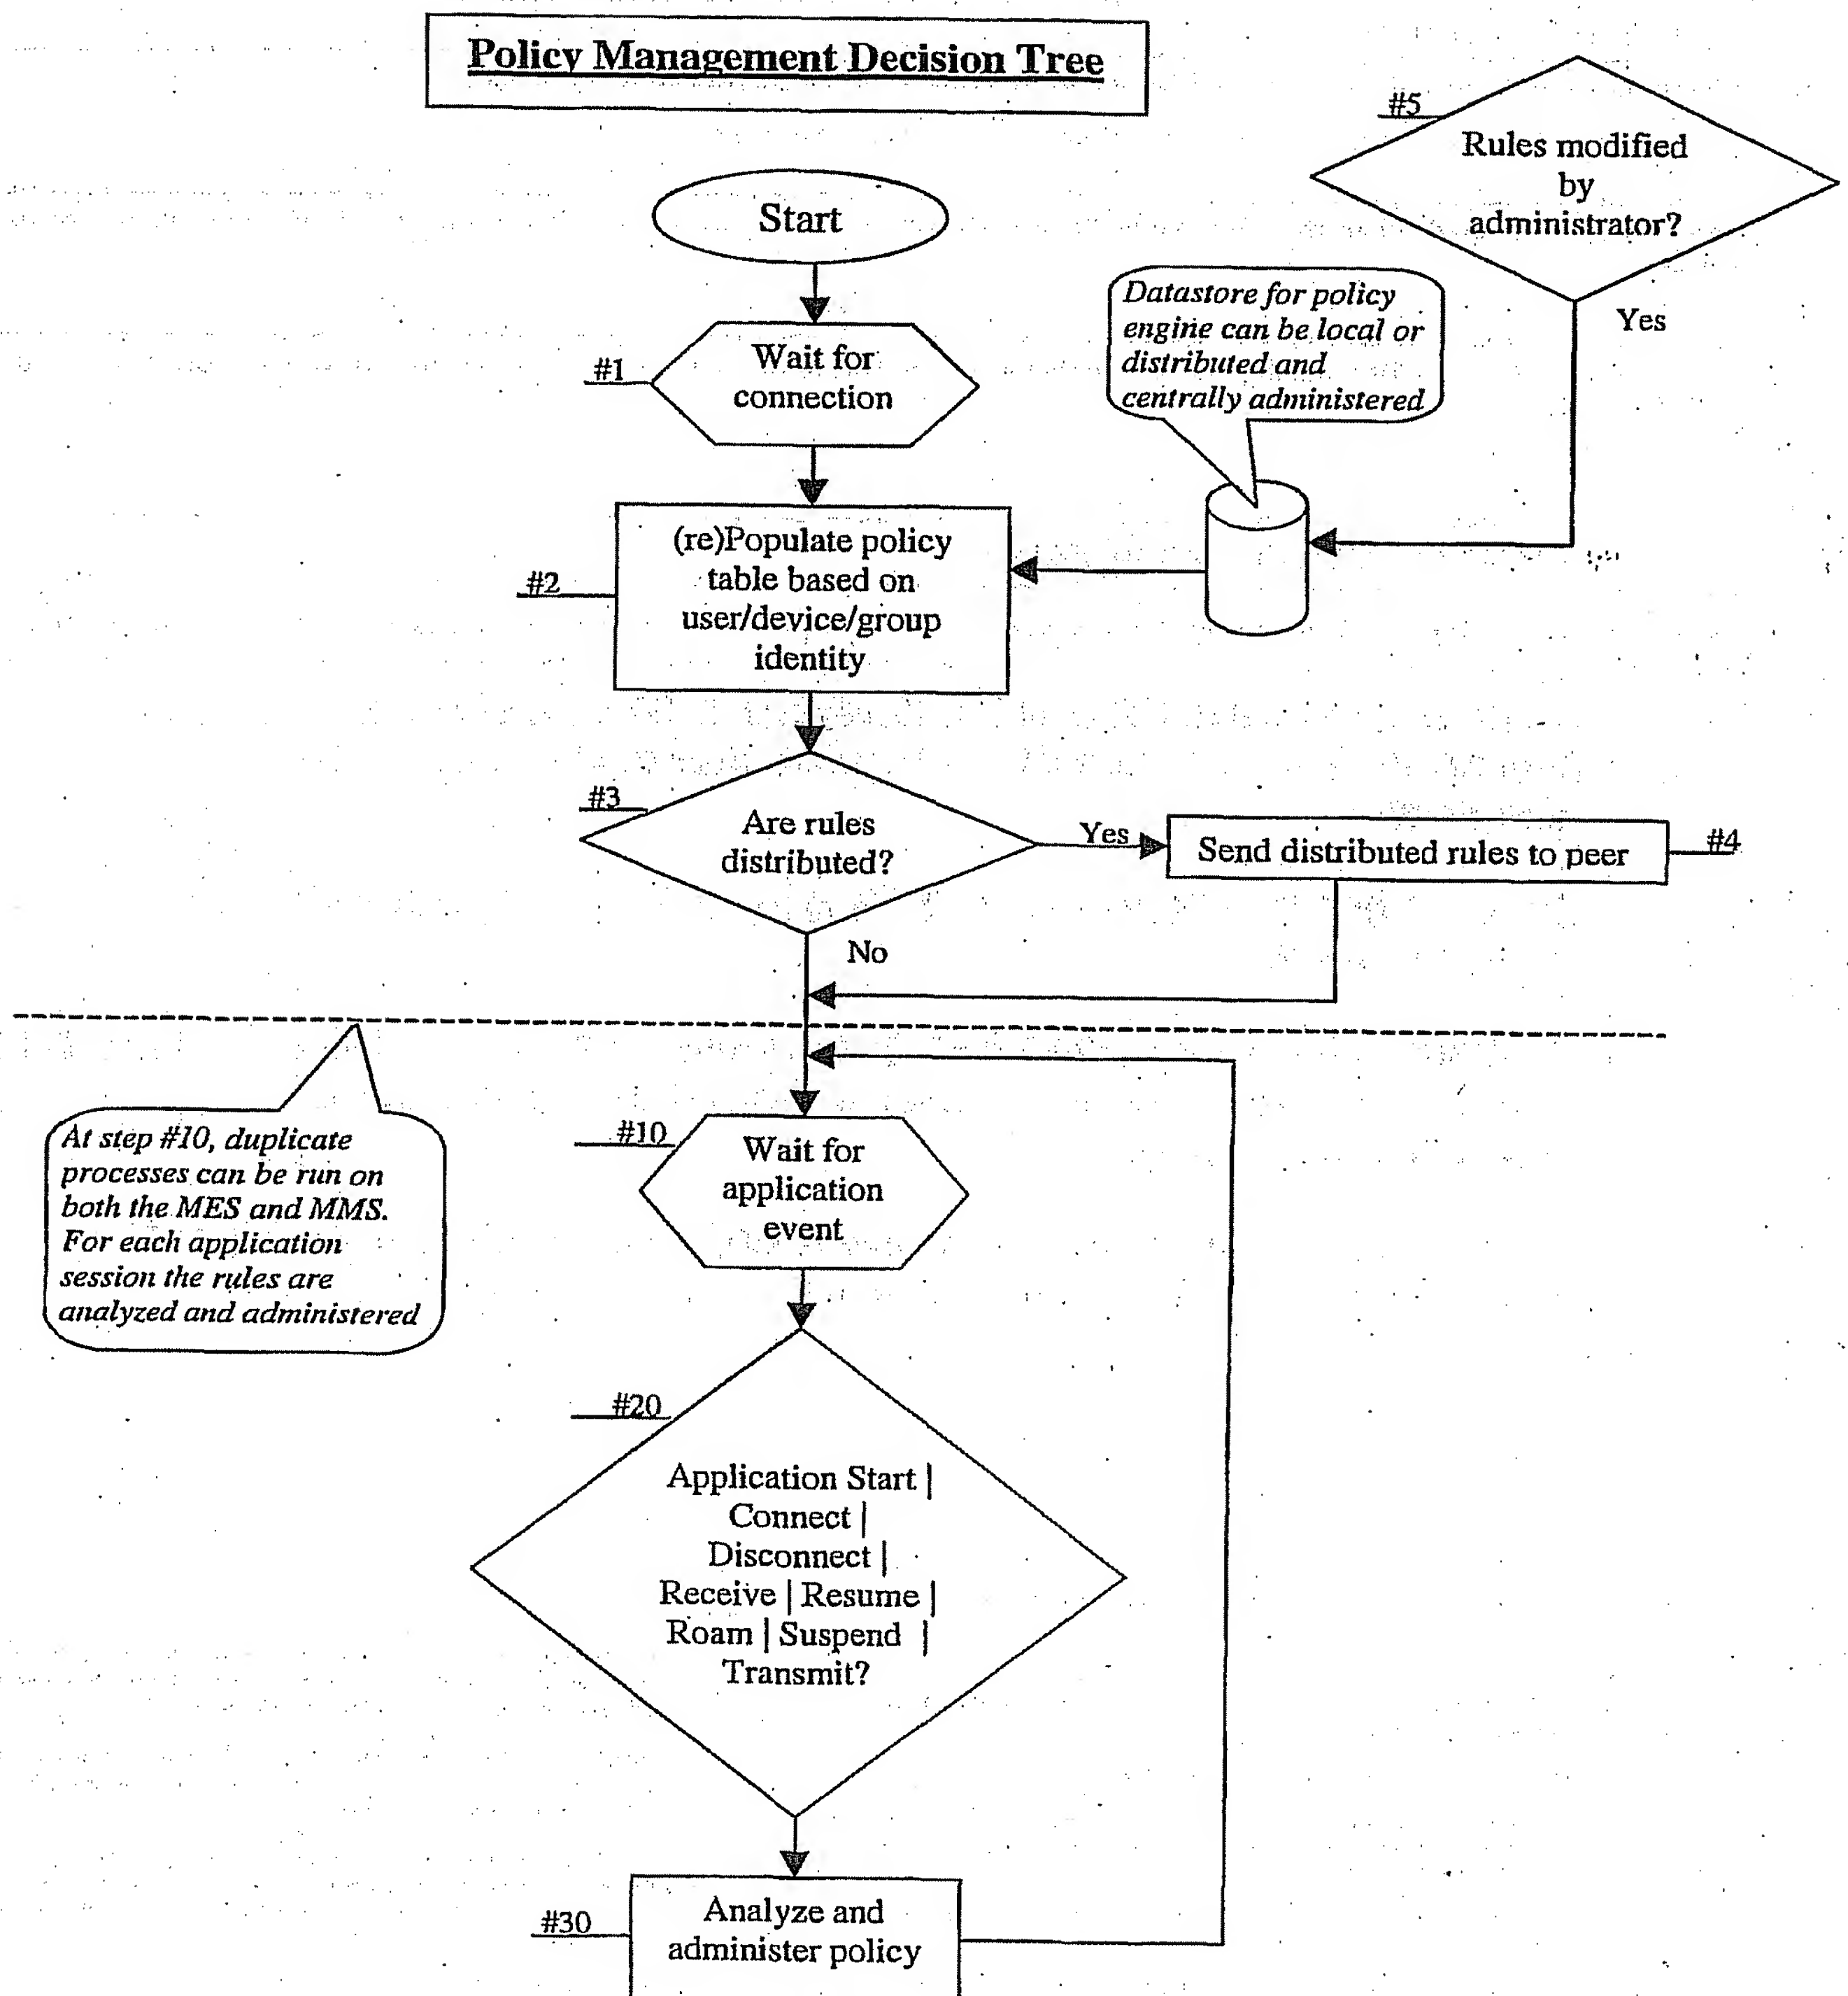 Policy Management Decision Tree
#5
Rules modified
by
administrator?
Yes
Start
Datastore for policy
engine can be local or
distributed and
centrally administered
#1
Wait for
connection
#2
(re)Populate policy
table based on
user/device/group
identity
#3
Are rules
distributed?
Yes
Send distributed rules to peer
#4
No
At step #10, duplicate
processes can be run on
both the MES and MMS.
For each application
session the rules are
analyzed and administered
#10
Wait for
application
event
#20
Application Start |
Connect |
Disconnect |
Receive | Resume |
Roam | Suspend |
Transmit?
#30
Analyze and
administer policy